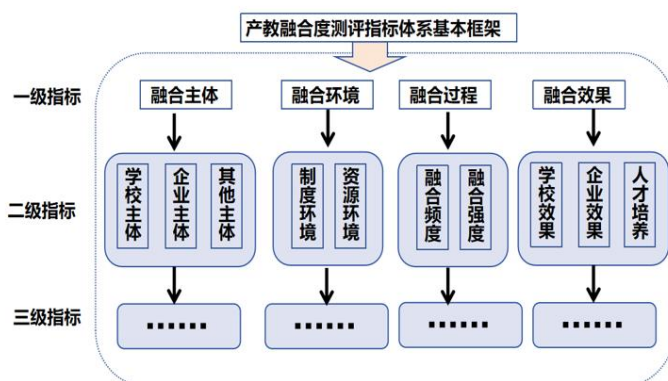 产教融合度测评指标体系基本框架
一级指标
融合主体
融合环境
融合过程
融合效果
二级指标
学校主体
企业主体
其他主体
制度环境
资源环境
融合频度
融合强度
学校效果
企业效果
人才培养
三级指标
······
······
······
······